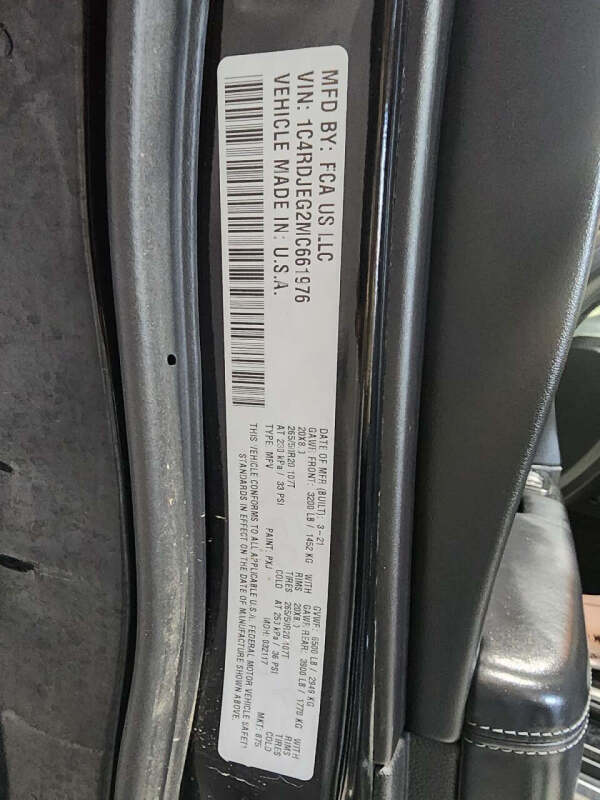 MFD BY: FCA US LLC
VIN: 1C4RDJEG2MC661976
VEHICLE MADE IN: U.S.A.
DATE OF MFR (BUILT): 3-21 GVWR: 6500 LB / 2949 KG
GAWR FRONT: 3200 LB / 1452 KG WITH GAWR REAR: 3900 LB / 1770 KG WITH
20X8.0 RIMS 20X8.0 RIMS
265/50R20 107T TIRES 265/50R20 107T TIRES
AT 230 kPa / 33 PSI COLD AT 250 kPa / 36 PSI COLD
TYPE: MPV PAINT: PXJ MDH: 032117 MKT: 875
THIS VEHICLE CONFORMS TO ALL APPLICABLE U.S.A. FEDERAL MOTOR VEHICLE SAFETY
STANDARDS IN EFFECT ON THE DATE OF MANUFACTURE SHOWN ABOVE.